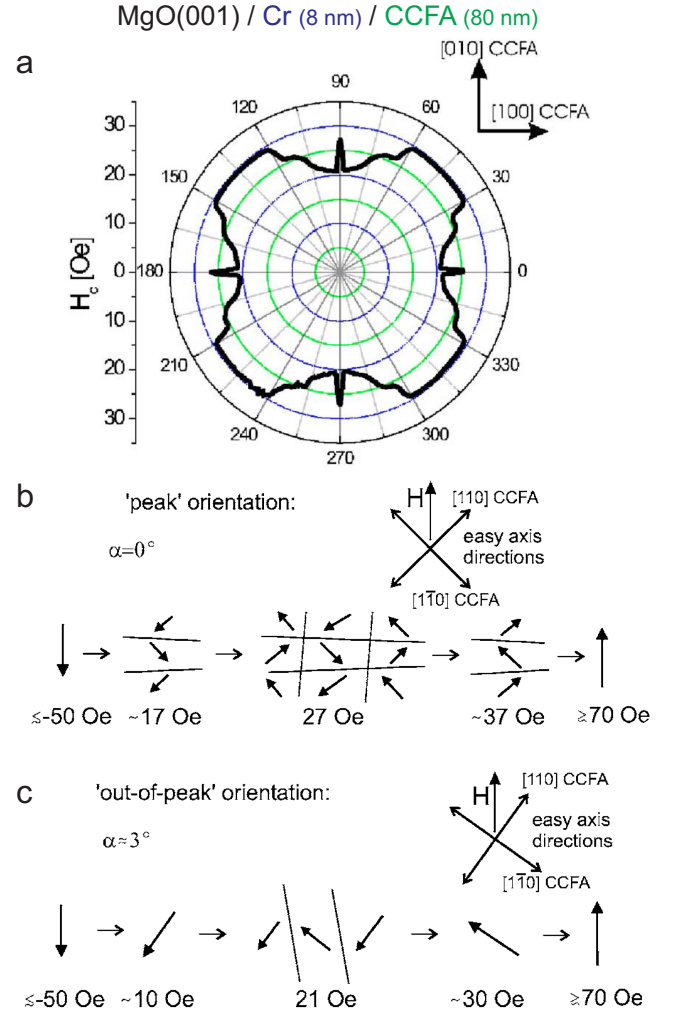 MgO(001) / Cr (8 nm) / CCFA (80 nm)
a
[010] CCFA
[100] CCFA
90
120
60
150
30
180
0
210
330
240
300
270
30
20
10
0
10
20
30
H_c [Oe]
b
'peak' orientation:
α=0°
H
[110] CCFA
easy axis
directions
[11̅0] CCFA
≲-50 Oe
~17 Oe
27 Oe
~37 Oe
≳70 Oe
c
'out-of-peak' orientation:
α≈3°
H
[110] CCFA
easy axis
directions
[11̅0] CCFA
≲-50 Oe
~10 Oe
21 Oe
~30 Oe
≳70 Oe